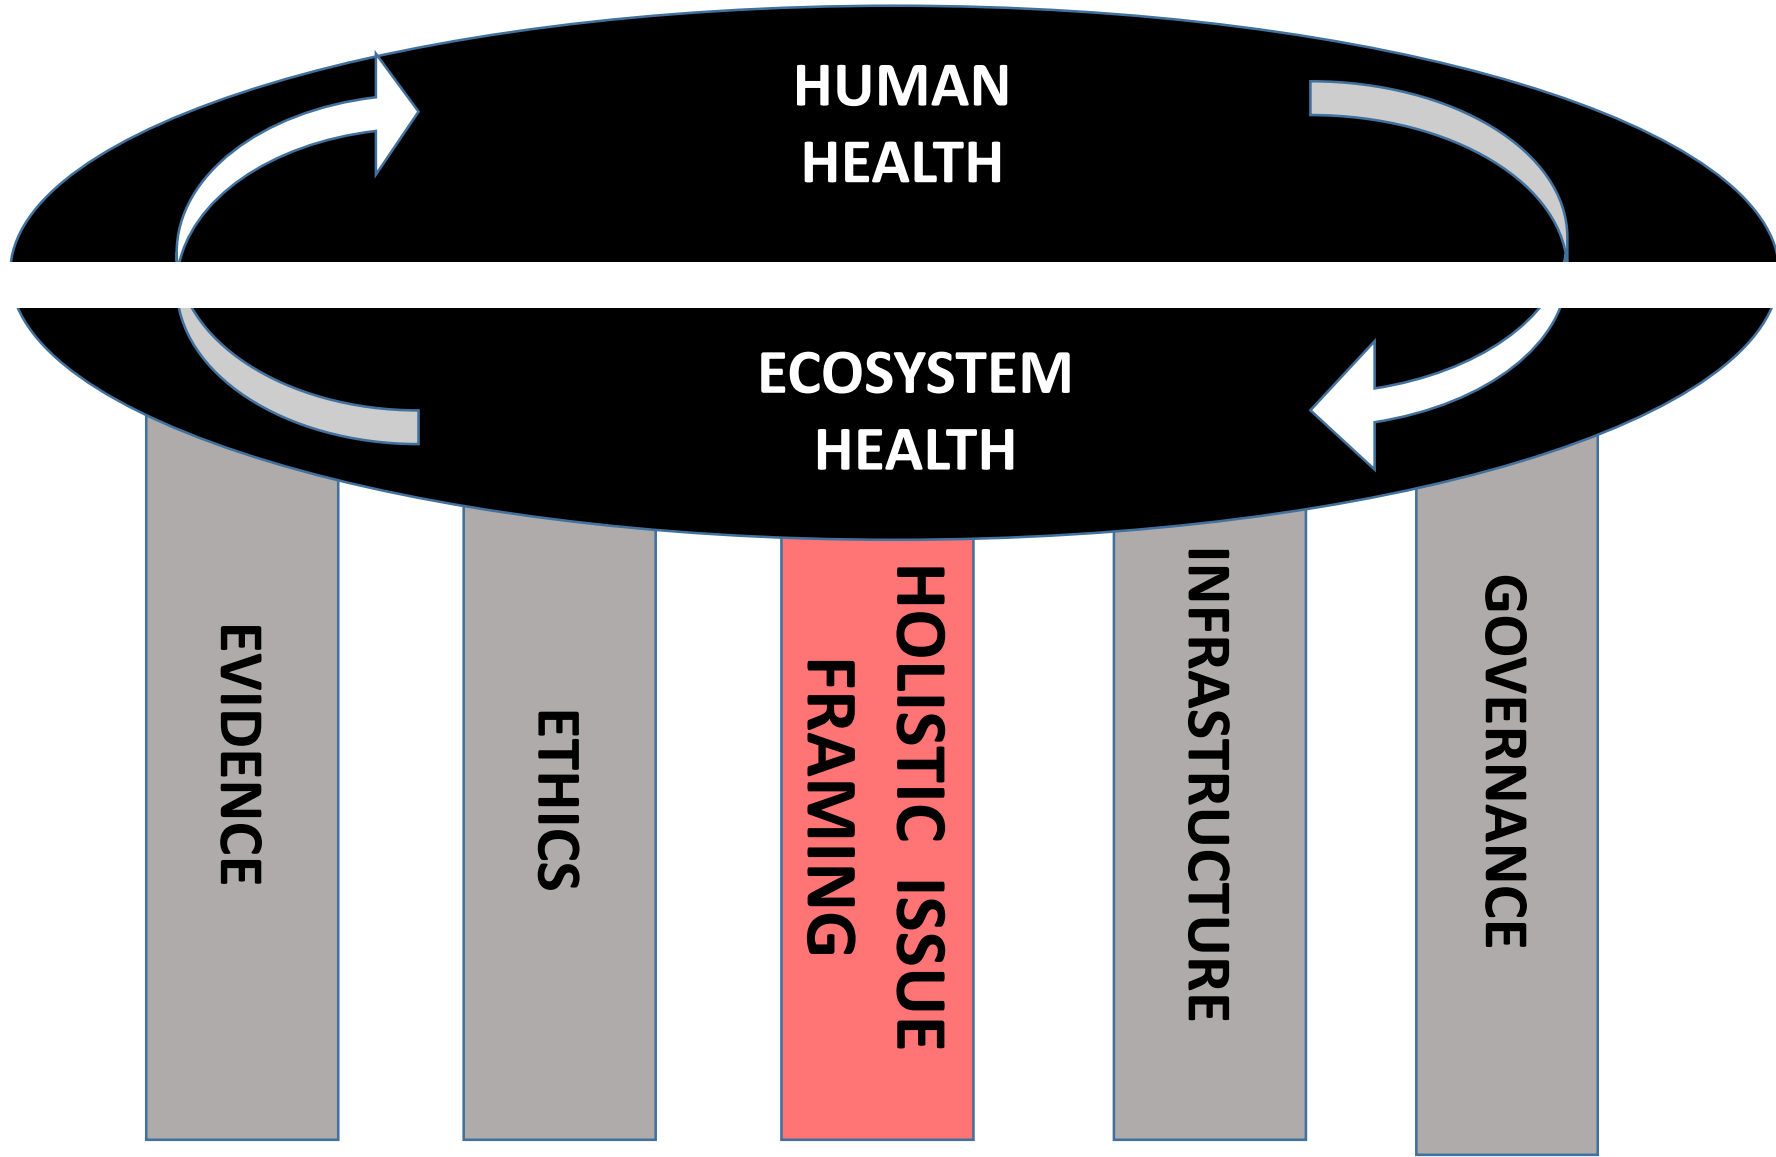 HUMAN
HEALTH
ECOSYSTEM
HEALTH
EVIDENCE
ETHICS
HOLISTIC ISSUE
FRAMING
INFRASTRUCTURE
GOVERNANCE